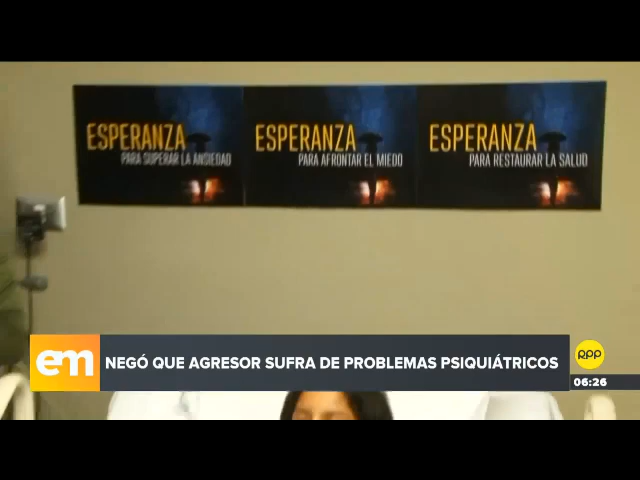 ESPERANZA
PARA SUPERAR LA ANSIEDAD
ESPERANZA
PARA AFRONTAR EL MIEDO
ESPERANZA
PARA RESTAURAR LA SALUD
em
NEGÓ QUE AGRESOR SUFRA DE PROBLEMAS PSIQUIÁTRICOS
RPP
06:26